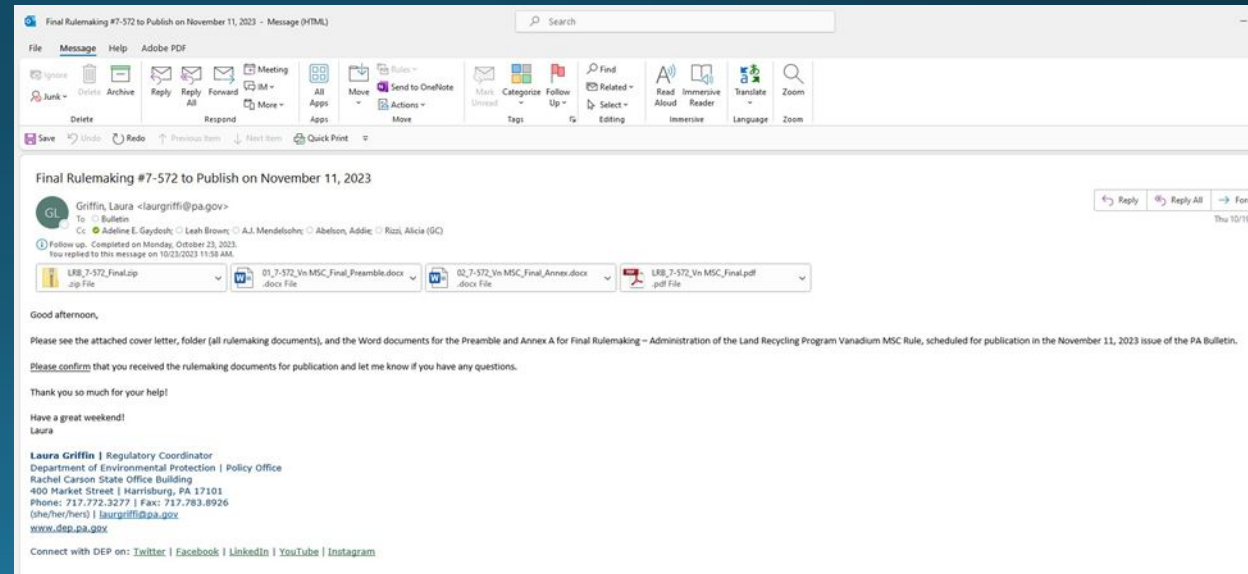 Final Rulemaking #7-572 to Publish on November 11, 2023 - Message (HTML)
Search
File Message Help Adobe PDF
Ignore
Junk
Delete
Archive
Reply
Reply All
Forward
Meeting
IM
More
All Apps
Move
Rules
Send to OneNote
Actions
Mark Unread
Categorize
Follow Up
Find
Related
Select
Read Aloud
Immersive Reader
Translate
Zoom
Delete Respond Apps Move Tags Editing Immersive Language Zoom
Save Undo Redo Previous Item Next Item Quick Print
Final Rulemaking #7-572 to Publish on November 11, 2023
GL
Griffin, Laura <laurgriffi@pa.gov>
To Bulletin
Cc Adeline E. Gaydosh; Leah Brown; A.J. Mendelsohn; Abelson, Addie; Rizzi, Alicia (GC)
Reply Reply All For
Thu 10/19
Follow up. Completed on Monday, October 23, 2023.
You replied to this message on 10/23/2023 11:58 AM.
LRB_7-572_Final.zip
.zip File
01_7-572_Vn MSC_Final_Preamble.docx
.docx File
02_7-572_Vn MSC_Final_Annex.docx
.docx File
LRB_7-572_Vn MSC_Final.pdf
.pdf File
Good afternoon,
Please see the attached cover letter, folder (all rulemaking documents), and the Word documents for the Preamble and Annex A for Final Rulemaking – Administration of the Land Recycling Program Vanadium MSC Rule, scheduled for publication in the November 11, 2023 issue of the PA Bulletin.
Please confirm that you received the rulemaking documents for publication and let me know if you have any questions.
Thank you so much for your help!
Have a great weekend!
Laura
Laura Griffin | Regulatory Coordinator
Department of Environmental Protection | Policy Office
Rachel Carson State Office Building
400 Market Street | Harrisburg, PA 17101
Phone: 717.772.3277 | Fax: 717.783.8926
(she/her/hers) | laurgriffi@pa.gov
www.dep.pa.gov
Connect with DEP on: Twitter | Facebook | LinkedIn | YouTube | Instagram